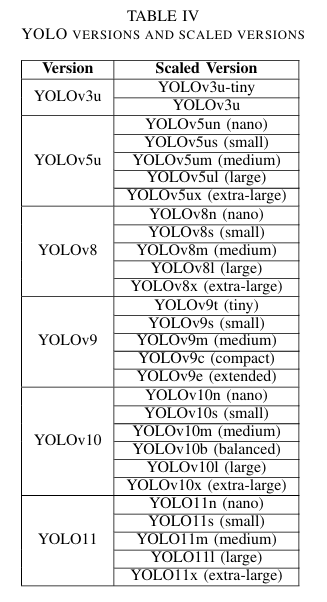 TABLE IV
YOLO VERSIONS AND SCALED VERSIONS
Version Scaled Version
YOLOv3u
YOLOv3u-tiny
YOLOv3u
YOLOv5u
YOLOv5un (nano)
YOLOv5us (small)
YOLOv5um (medium)
YOLOv5ul (large)
YOLOv5ux (extra-large)
YOLOv8
YOLOv8n (nano)
YOLOv8s (small)
YOLOv8m (medium)
YOLOv8l (large)
YOLOv8x (extra-large)
YOLOv9
YOLOv9t (tiny)
YOLOv9s (small)
YOLOv9m (medium)
YOLOv9c (compact)
YOLOv9e (extended)
YOLOv10
YOLOv10n (nano)
YOLOv10s (small)
YOLOv10m (medium)
YOLOv10b (balanced)
YOLOv10l (large)
YOLOv10x (extra-large)
YOLO11
YOLO11n (nano)
YOLO11s (small)
YOLO11m (medium)
YOLO11l (large)
YOLO11x (extra-large)